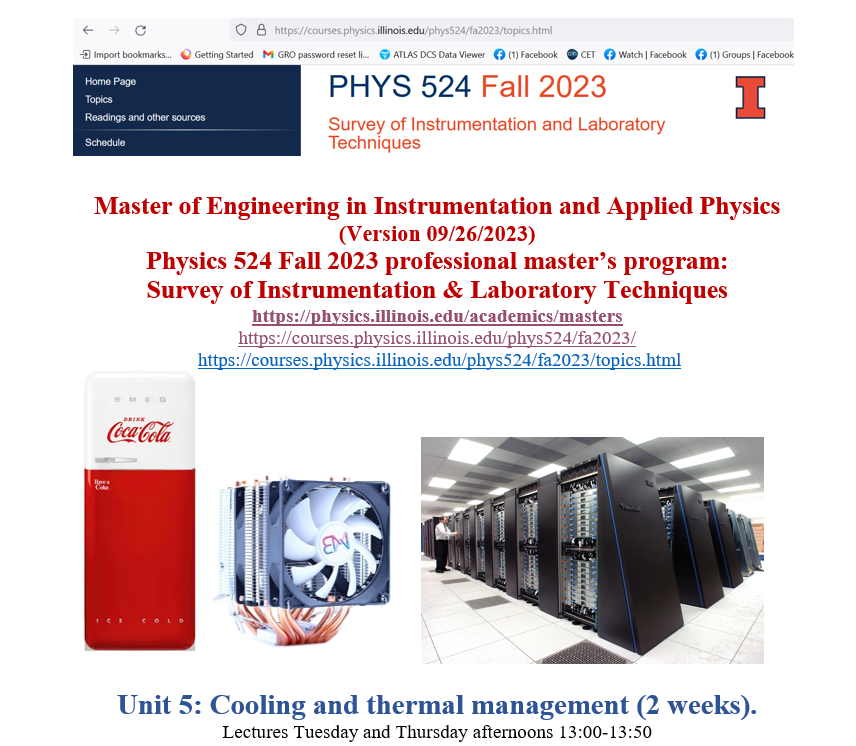 https://courses.physics.illinois.edu/phys524/fa2023/topics.html
Import bookmarks... Getting Started GRO password reset li... ATLAS DCS Data Viewer (1) Facebook CET Watch | Facebook (1) Groups | Facebook
Home Page
Topics
Readings and other sources
Schedule
PHYS 524 Fall 2023
Survey of Instrumentation and Laboratory
Techniques
Master of Engineering in Instrumentation and Applied Physics
(Version 09/26/2023)
Physics 524 Fall 2023 professional master’s program:
Survey of Instrumentation & Laboratory Techniques
https://physics.illinois.edu/academics/masters
https://courses.physics.illinois.edu/phys524/fa2023/
https://courses.physics.illinois.edu/phys524/fa2023/topics.html
SMEG
DRINK
Coca-Cola
Have a
Coke
ICE COLD
Unit 5: Cooling and thermal management (2 weeks).
Lectures Tuesday and Thursday afternoons 13:00-13:50